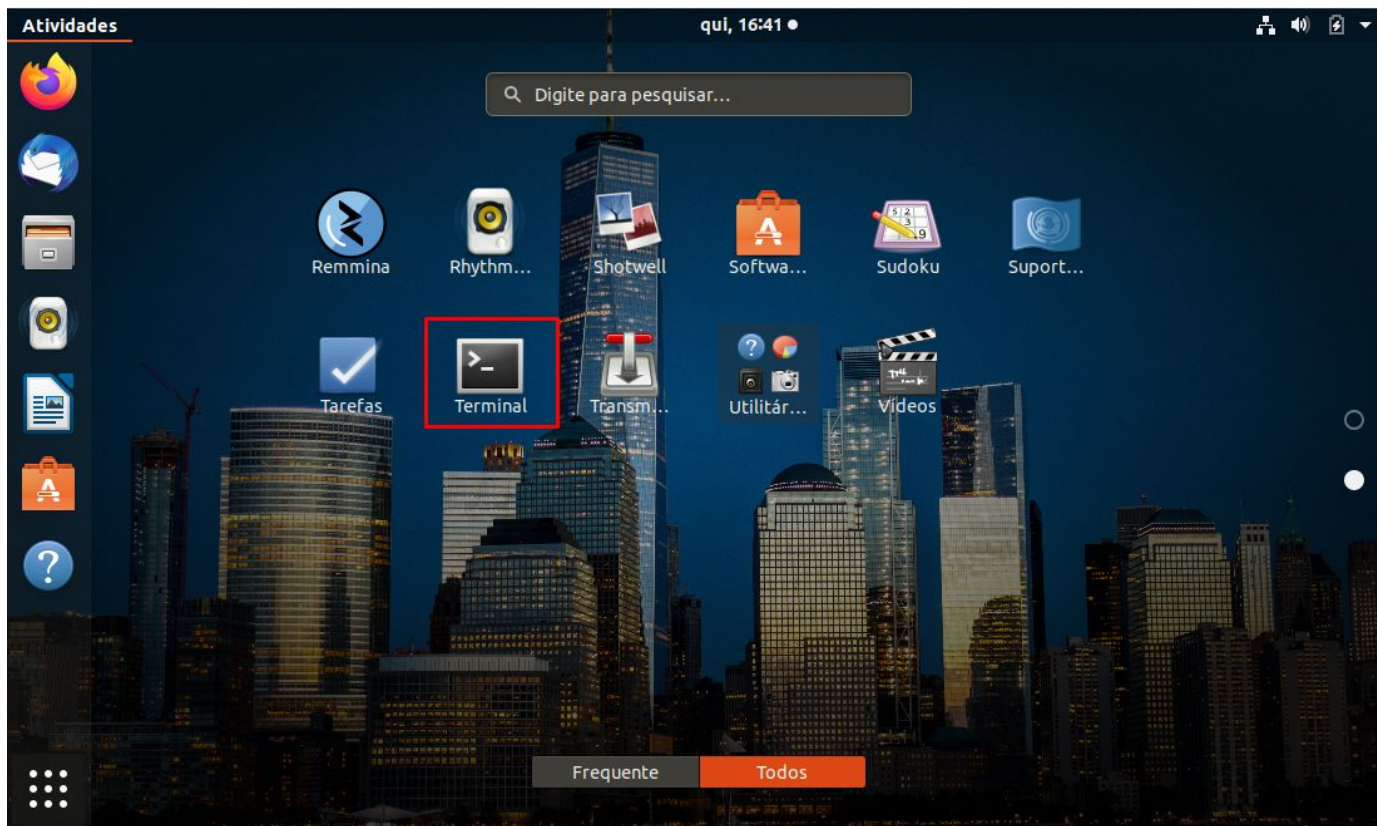 Atividades
qui, 16:41
Digite para pesquisar...
Remmina
Rhythm...
Shotwell
Softwa...
Sudoku
Suport...
Tarefas
Terminal
Transm...
Utilitár...
Vídeos
Frequente
Todos